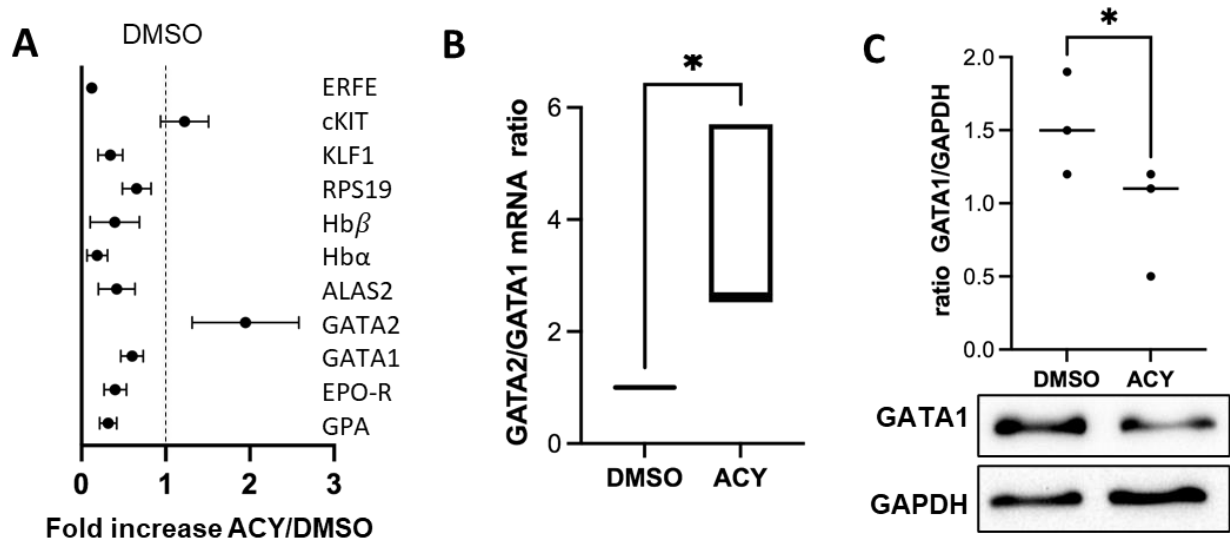 A
DMSO
ERFE
cKIT
KLF1
RPS19
Hbβ
Hbα
ALAS2
GATA2
GATA1
EPO-R
GPA
0 1 2 3
Fold increase ACY/DMSO
B
*
GATA2/GATA1 mRNA ratio
6
4
2
0
DMSO ACY
C
*
ratio GATA1/GAPDH
2.0
1.5
1.0
0.5
0.0
DMSO ACY
GATA1
GAPDH